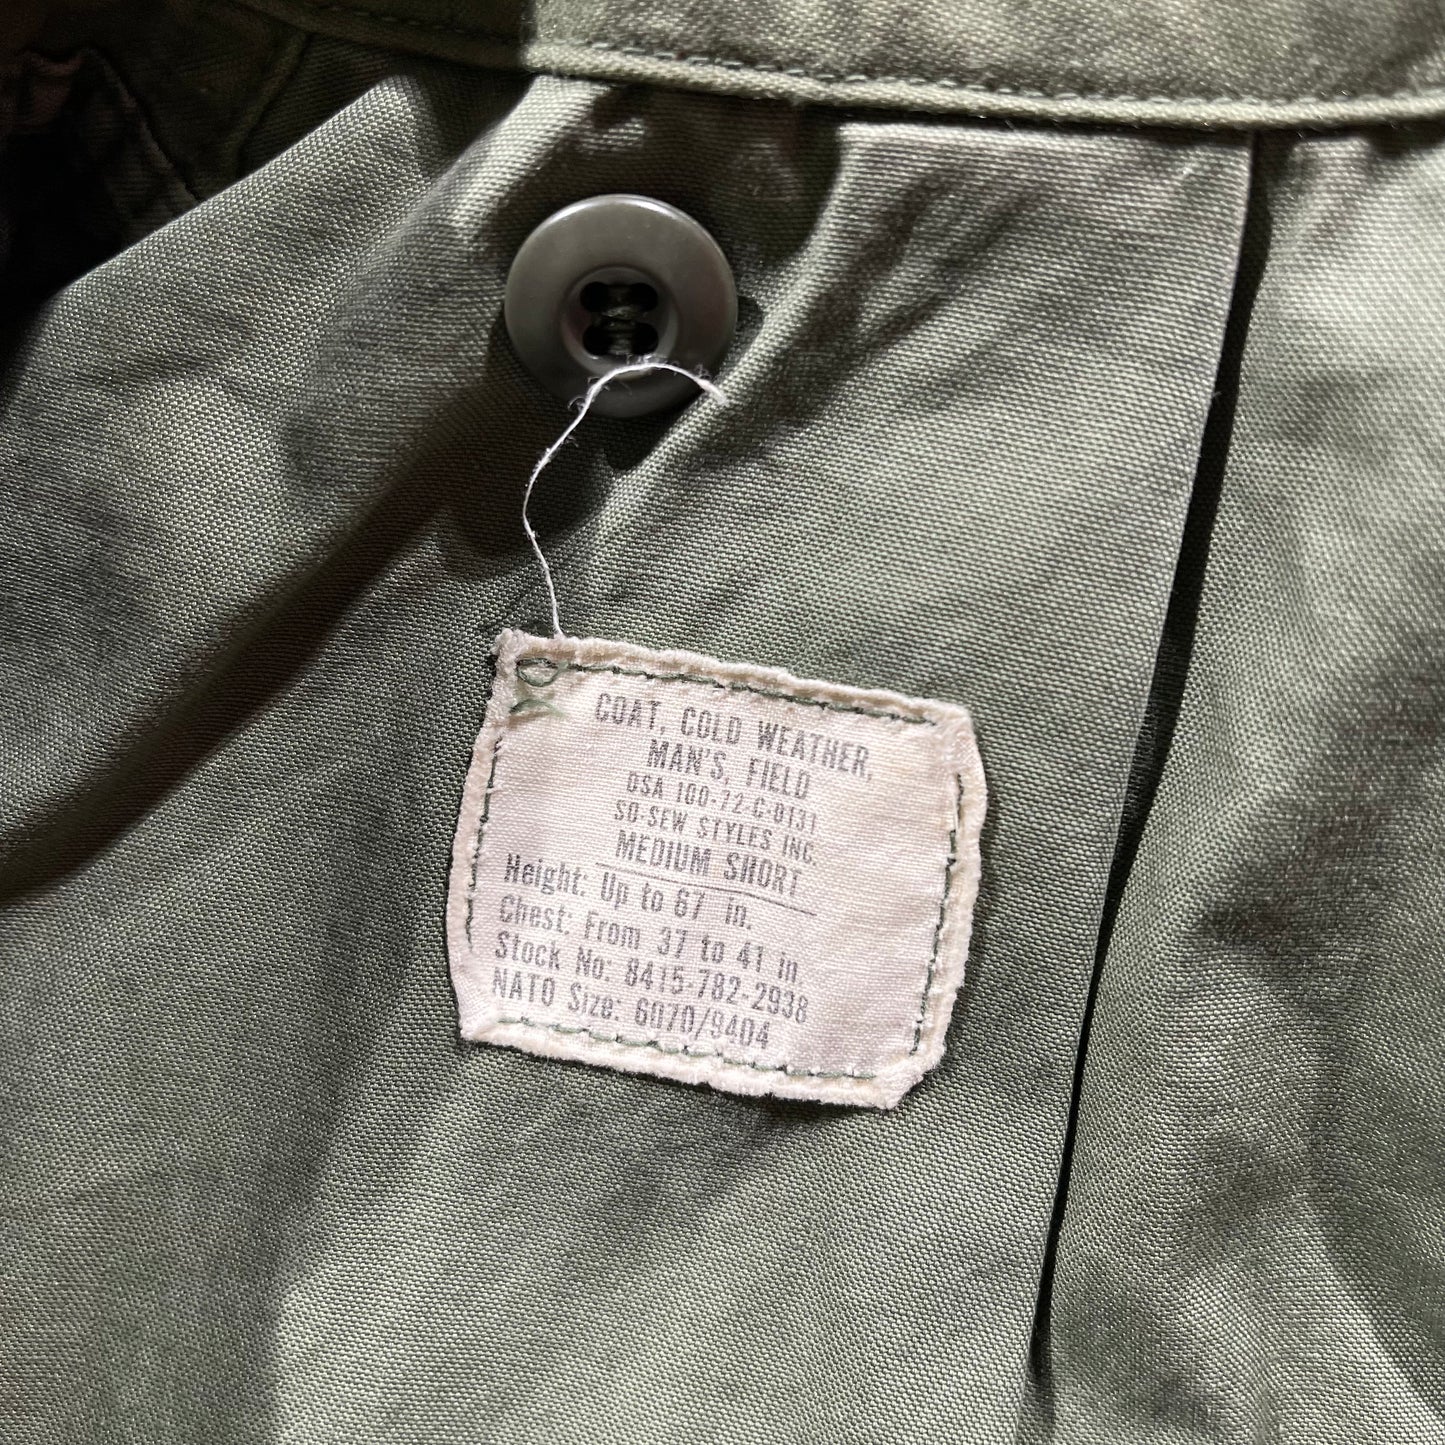 COAT, COLD WEATHER,
MAN'S, FIELD
DSA 100-72-C-0131
SO-SEW STYLES INC.
MEDIUM SHORT
Height: Up to 67 in.
Chest: From 37 to 41 in.
Stock No: 8415-782-2938
NATO Size: 6070/9404